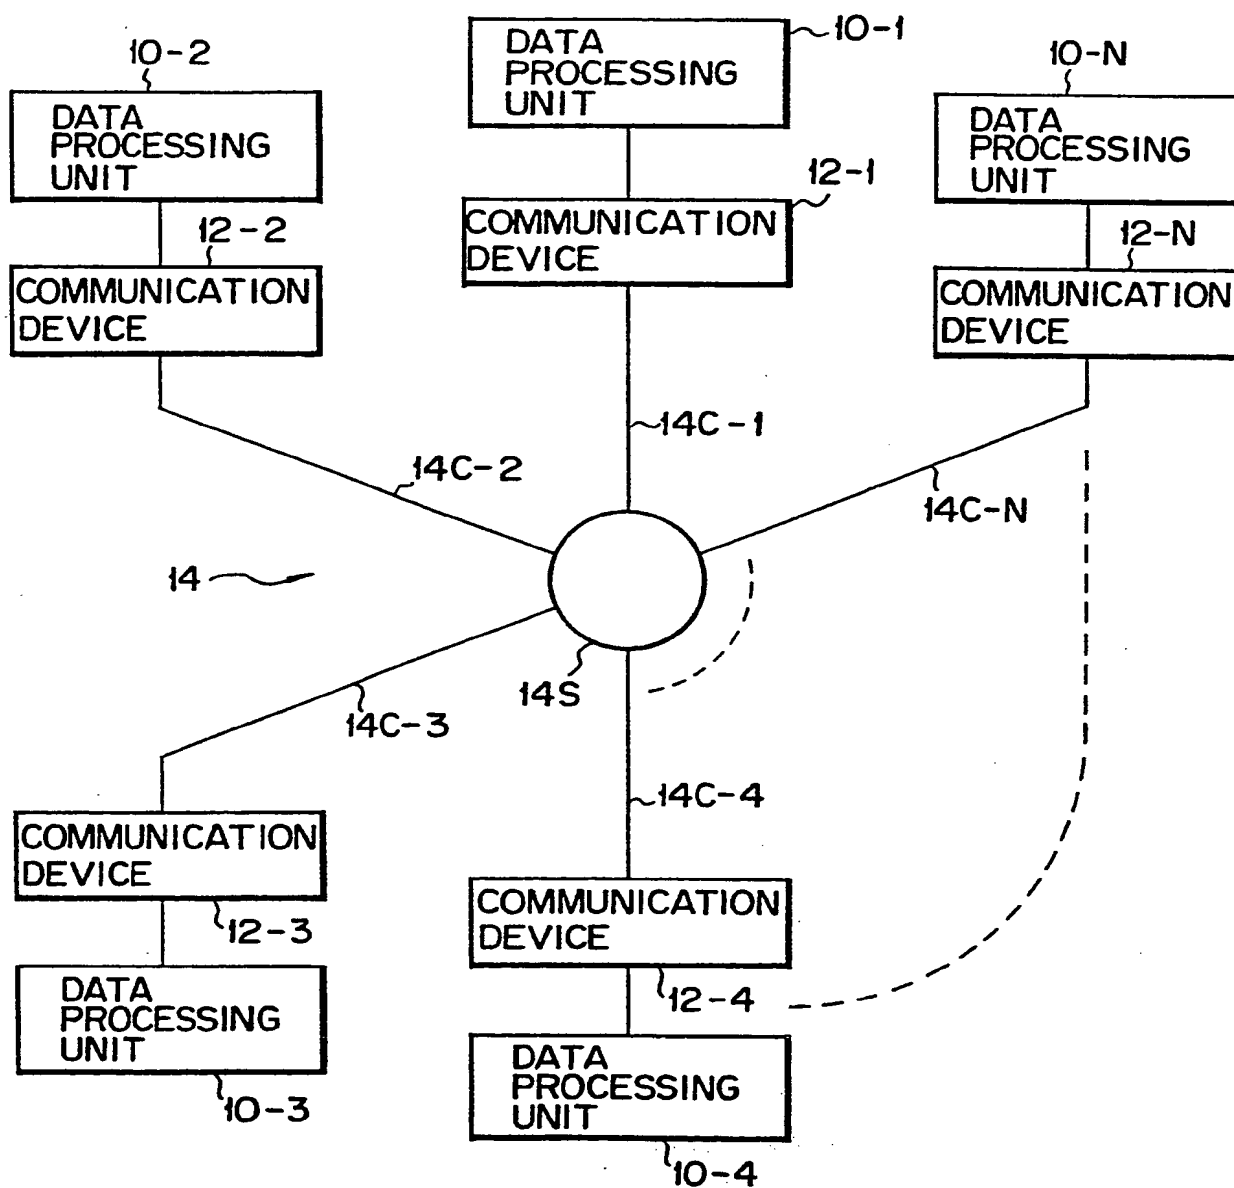 10-1
DATA
PROCESSING
UNIT
10-2
DATA
PROCESSING
UNIT
10-N
DATA
PROCESSING
UNIT
12-1
COMMUNICATION
DEVICE
12-2
COMMUNICATION
DEVICE
12-N
COMMUNICATION
DEVICE
14C-1
14C-2
14C-N
14
14S
14C-3
14C-4
COMMUNICATION
DEVICE
12-3
DATA
PROCESSING
UNIT
10-3
COMMUNICATION
DEVICE
12-4
DATA
PROCESSING
UNIT
10-4